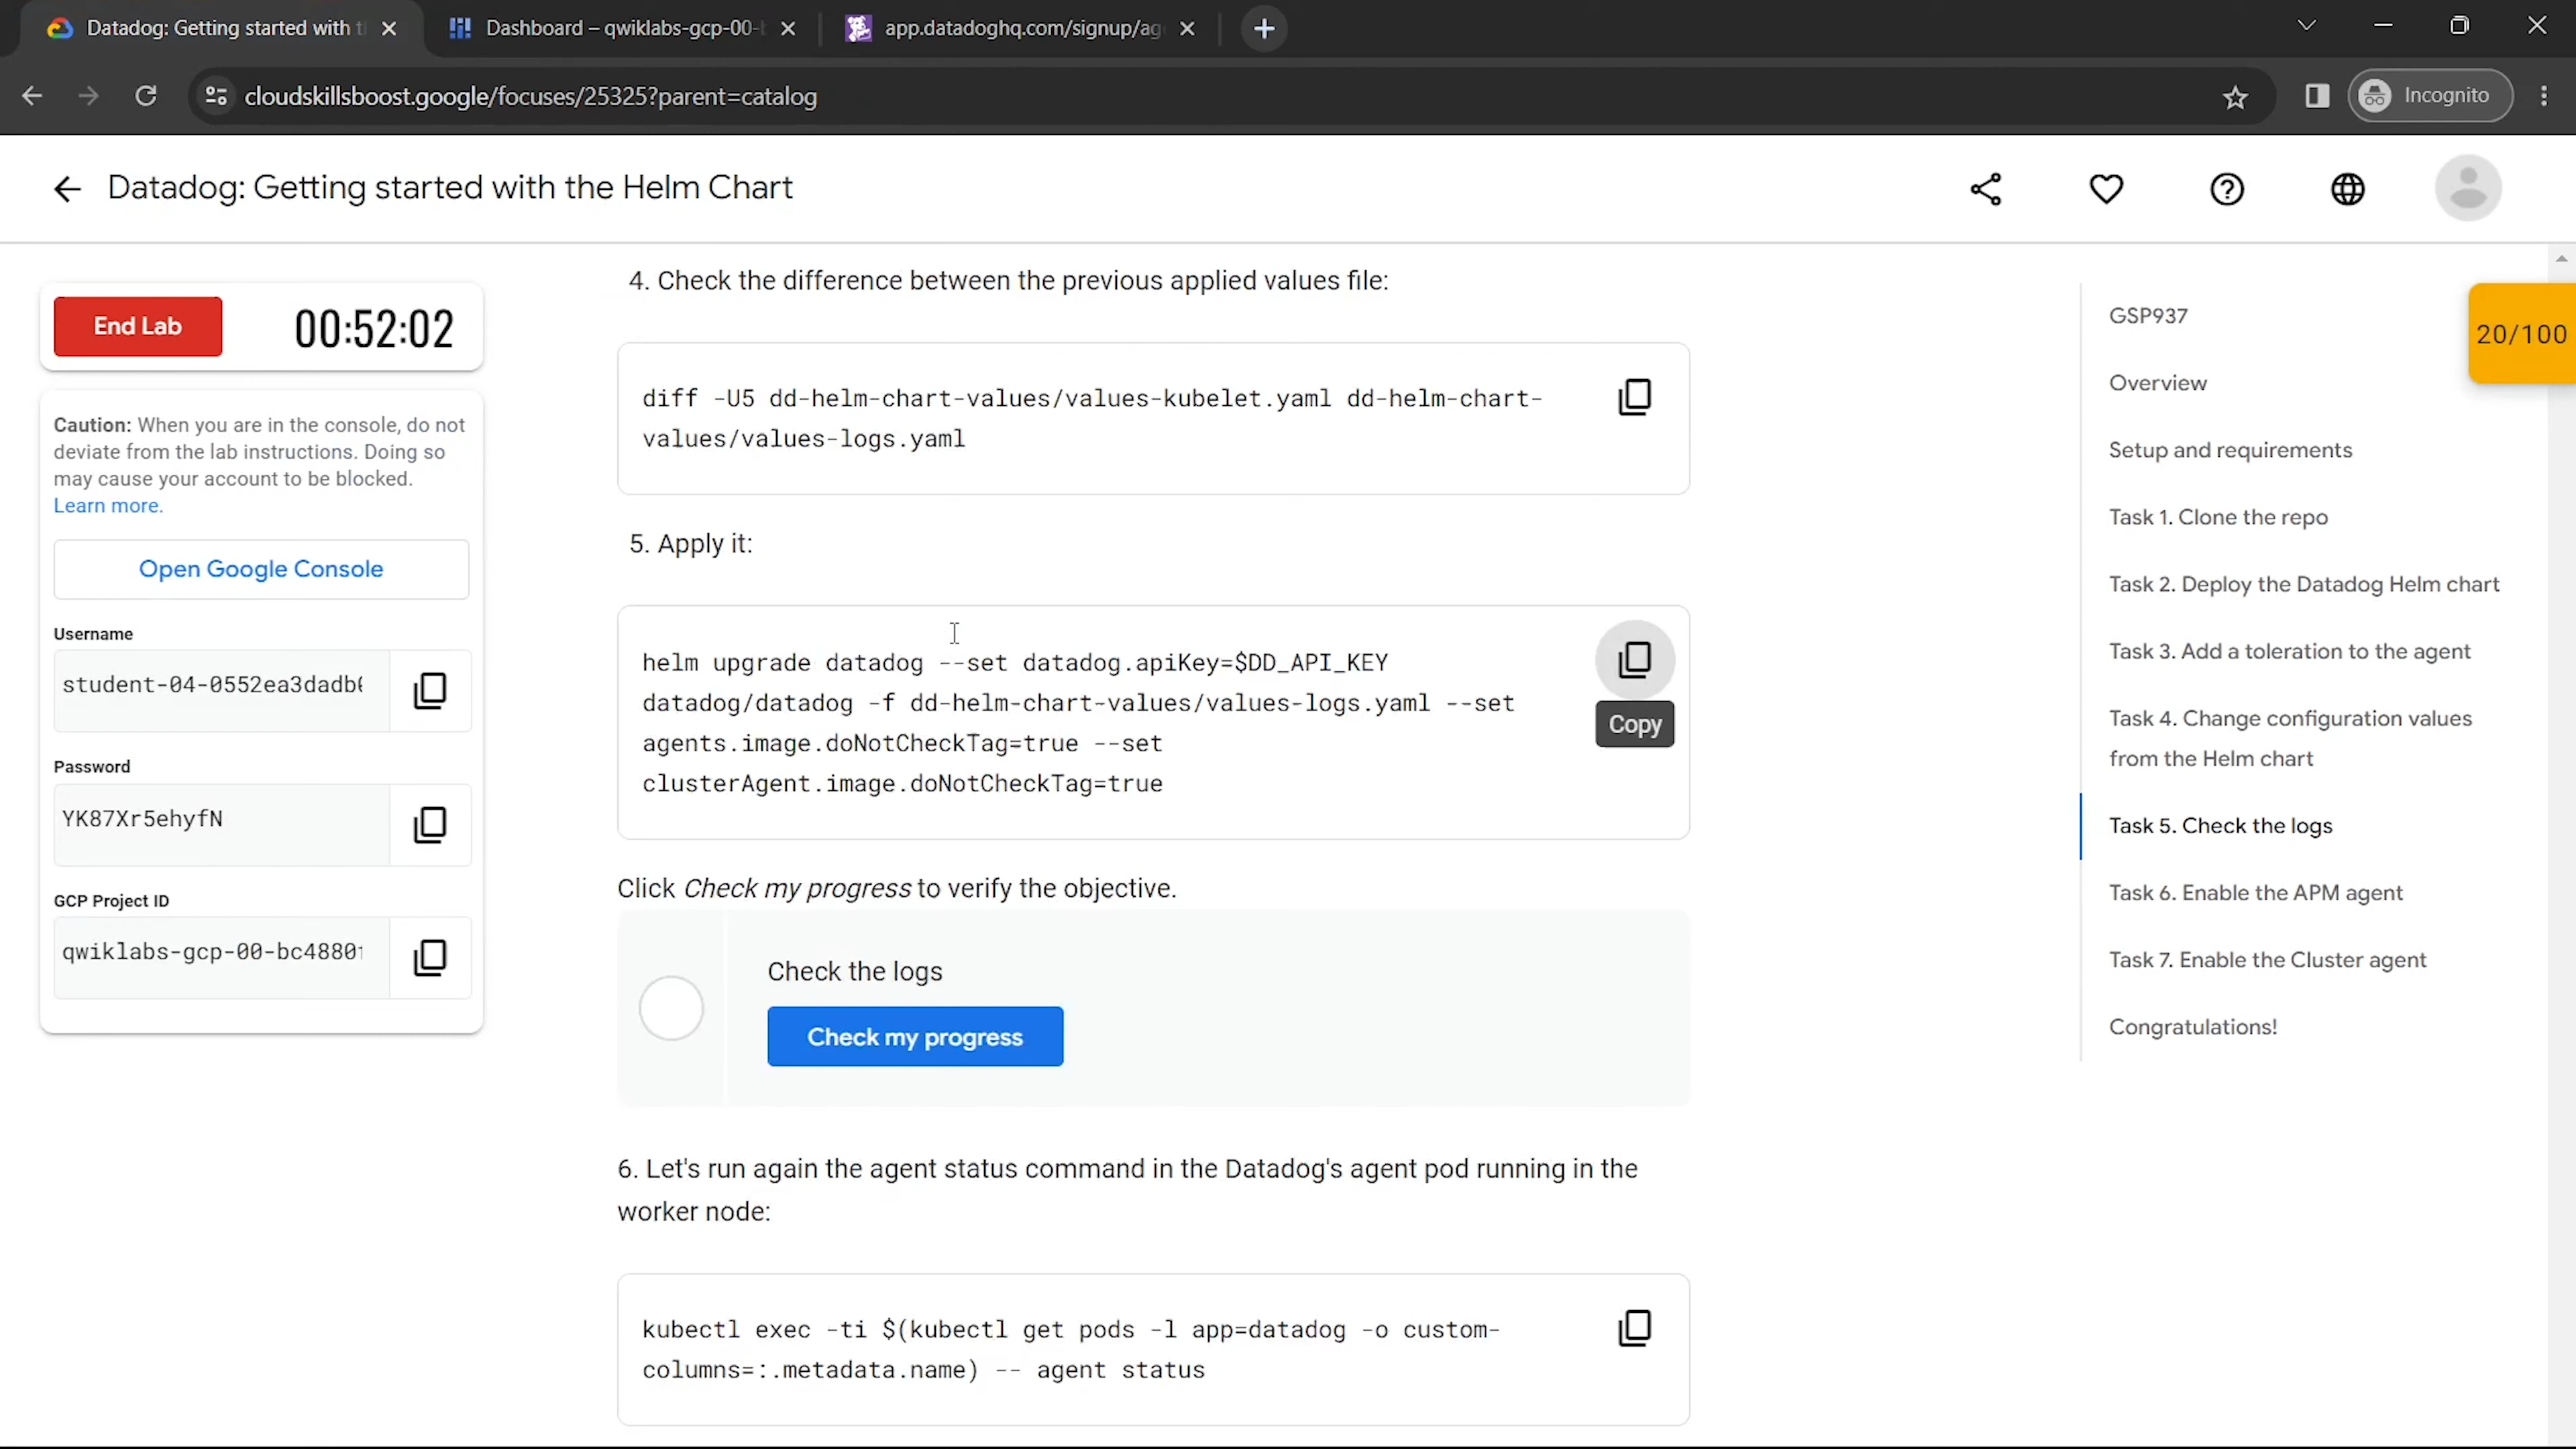 Datadog: Getting started with t
Dashboard – qwiklabs-gcp-00-b
app.datadoghq.com/signup/ag
cloudskillsboost.google/focuses/25325?parent=catalog
Incognito
Datadog: Getting started with the Helm Chart
End Lab
00:52:02
Caution: When you are in the console, do not
deviate from the lab instructions. Doing so
may cause your account to be blocked.
Learn more.
Open Google Console
Username
student-04-0552ea3dadb
Password
YK87Xr5ehyfN
GCP Project ID
qwiklabs-gcp-00-bc4880
4. Check the difference between the previous applied values file:
diff -U5 dd-helm-chart-values/values-kubelet.yaml dd-helm-chart-
values/values-logs.yaml
5. Apply it:
helm upgrade datadog --set datadog.apiKey=$DD_API_KEY
datadog/datadog -f dd-helm-chart-values/values-logs.yaml --set
agents.image.doNotCheckTag=true --set
clusterAgent.image.doNotCheckTag=true
Copy
Click Check my progress to verify the objective.
Check the logs
Check my progress
6. Let's run again the agent status command in the Datadog's agent pod running in the
worker node:
kubectl exec -ti $(kubectl get pods -l app=datadog -o custom-
columns=:.metadata.name) -- agent status
GSP937
Overview
Setup and requirements
Task 1. Clone the repo
Task 2. Deploy the Datadog Helm chart
Task 3. Add a toleration to the agent
Task 4. Change configuration values
from the Helm chart
Task 5. Check the logs
Task 6. Enable the APM agent
Task 7. Enable the Cluster agent
Congratulations!
20/100